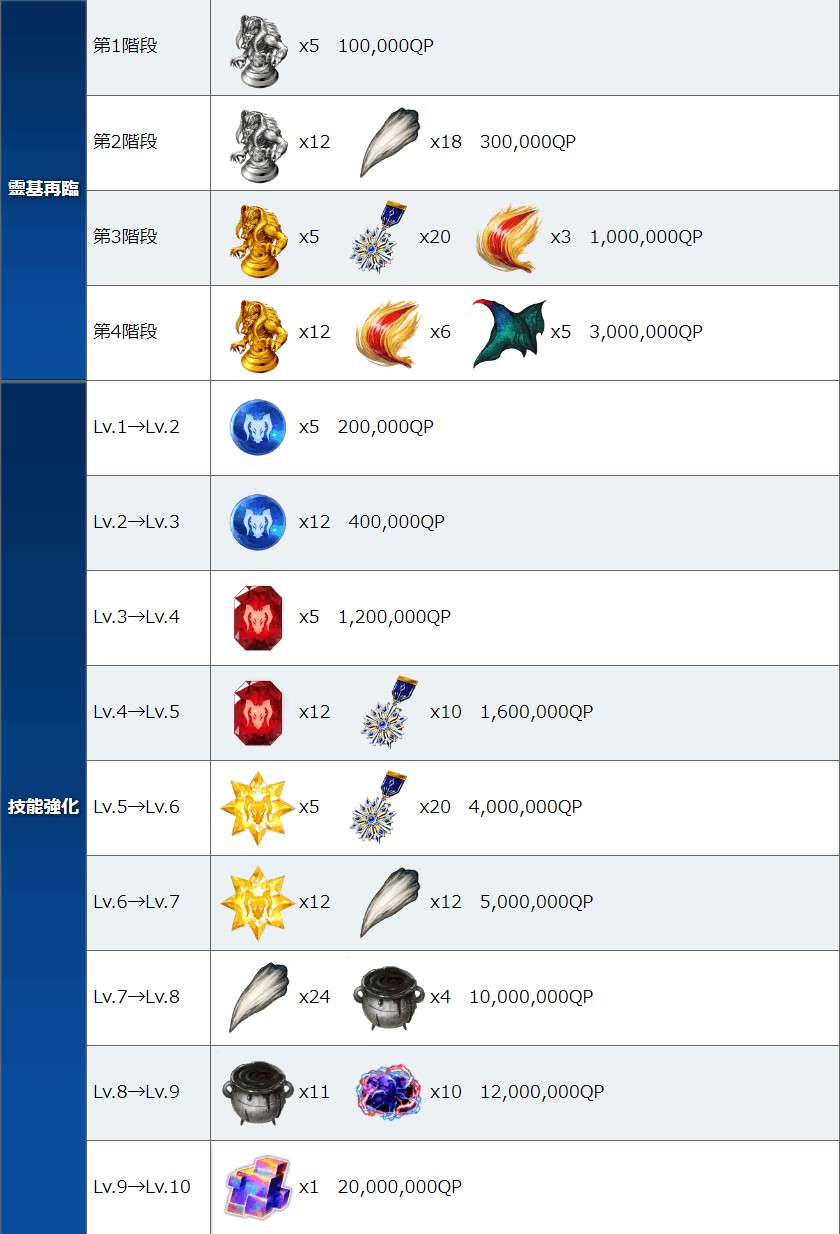 靈基再臨
第1階段 x5 100,000QP
第2階段 x12 x18 300,000QP
第3階段 x5 x20 x3 1,000,000QP
第4階段 x12 x6 x5 3,000,000QP
技能強化
Lv.1→Lv.2 x5 200,000QP
Lv.2→Lv.3 x12 400,000QP
Lv.3→Lv.4 x5 1,200,000QP
Lv.4→Lv.5 x12 x10 1,600,000QP
Lv.5→Lv.6 x5 x20 4,000,000QP
Lv.6→Lv.7 x12 x12 5,000,000QP
Lv.7→Lv.8 x24 x4 10,000,000QP
Lv.8→Lv.9 x11 x10 12,000,000QP
Lv.9→Lv.10 x1 20,000,000QP